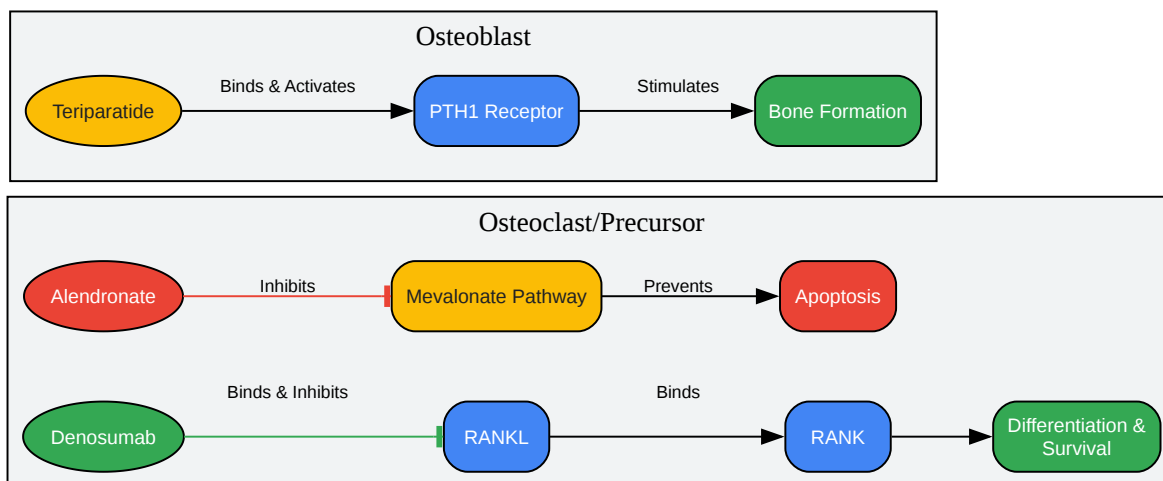 Osteoblast
Teriparatide
Binds & Activates
PTH1 Receptor
Stimulates
Bone Formation
Osteoclast/Precursor
Alendronate
Inhibits
Mevalonate Pathway
Prevents
Apoptosis
Denosumab
Binds & Inhibits
RANKL
Binds
RANK
Differentiation &
Survival